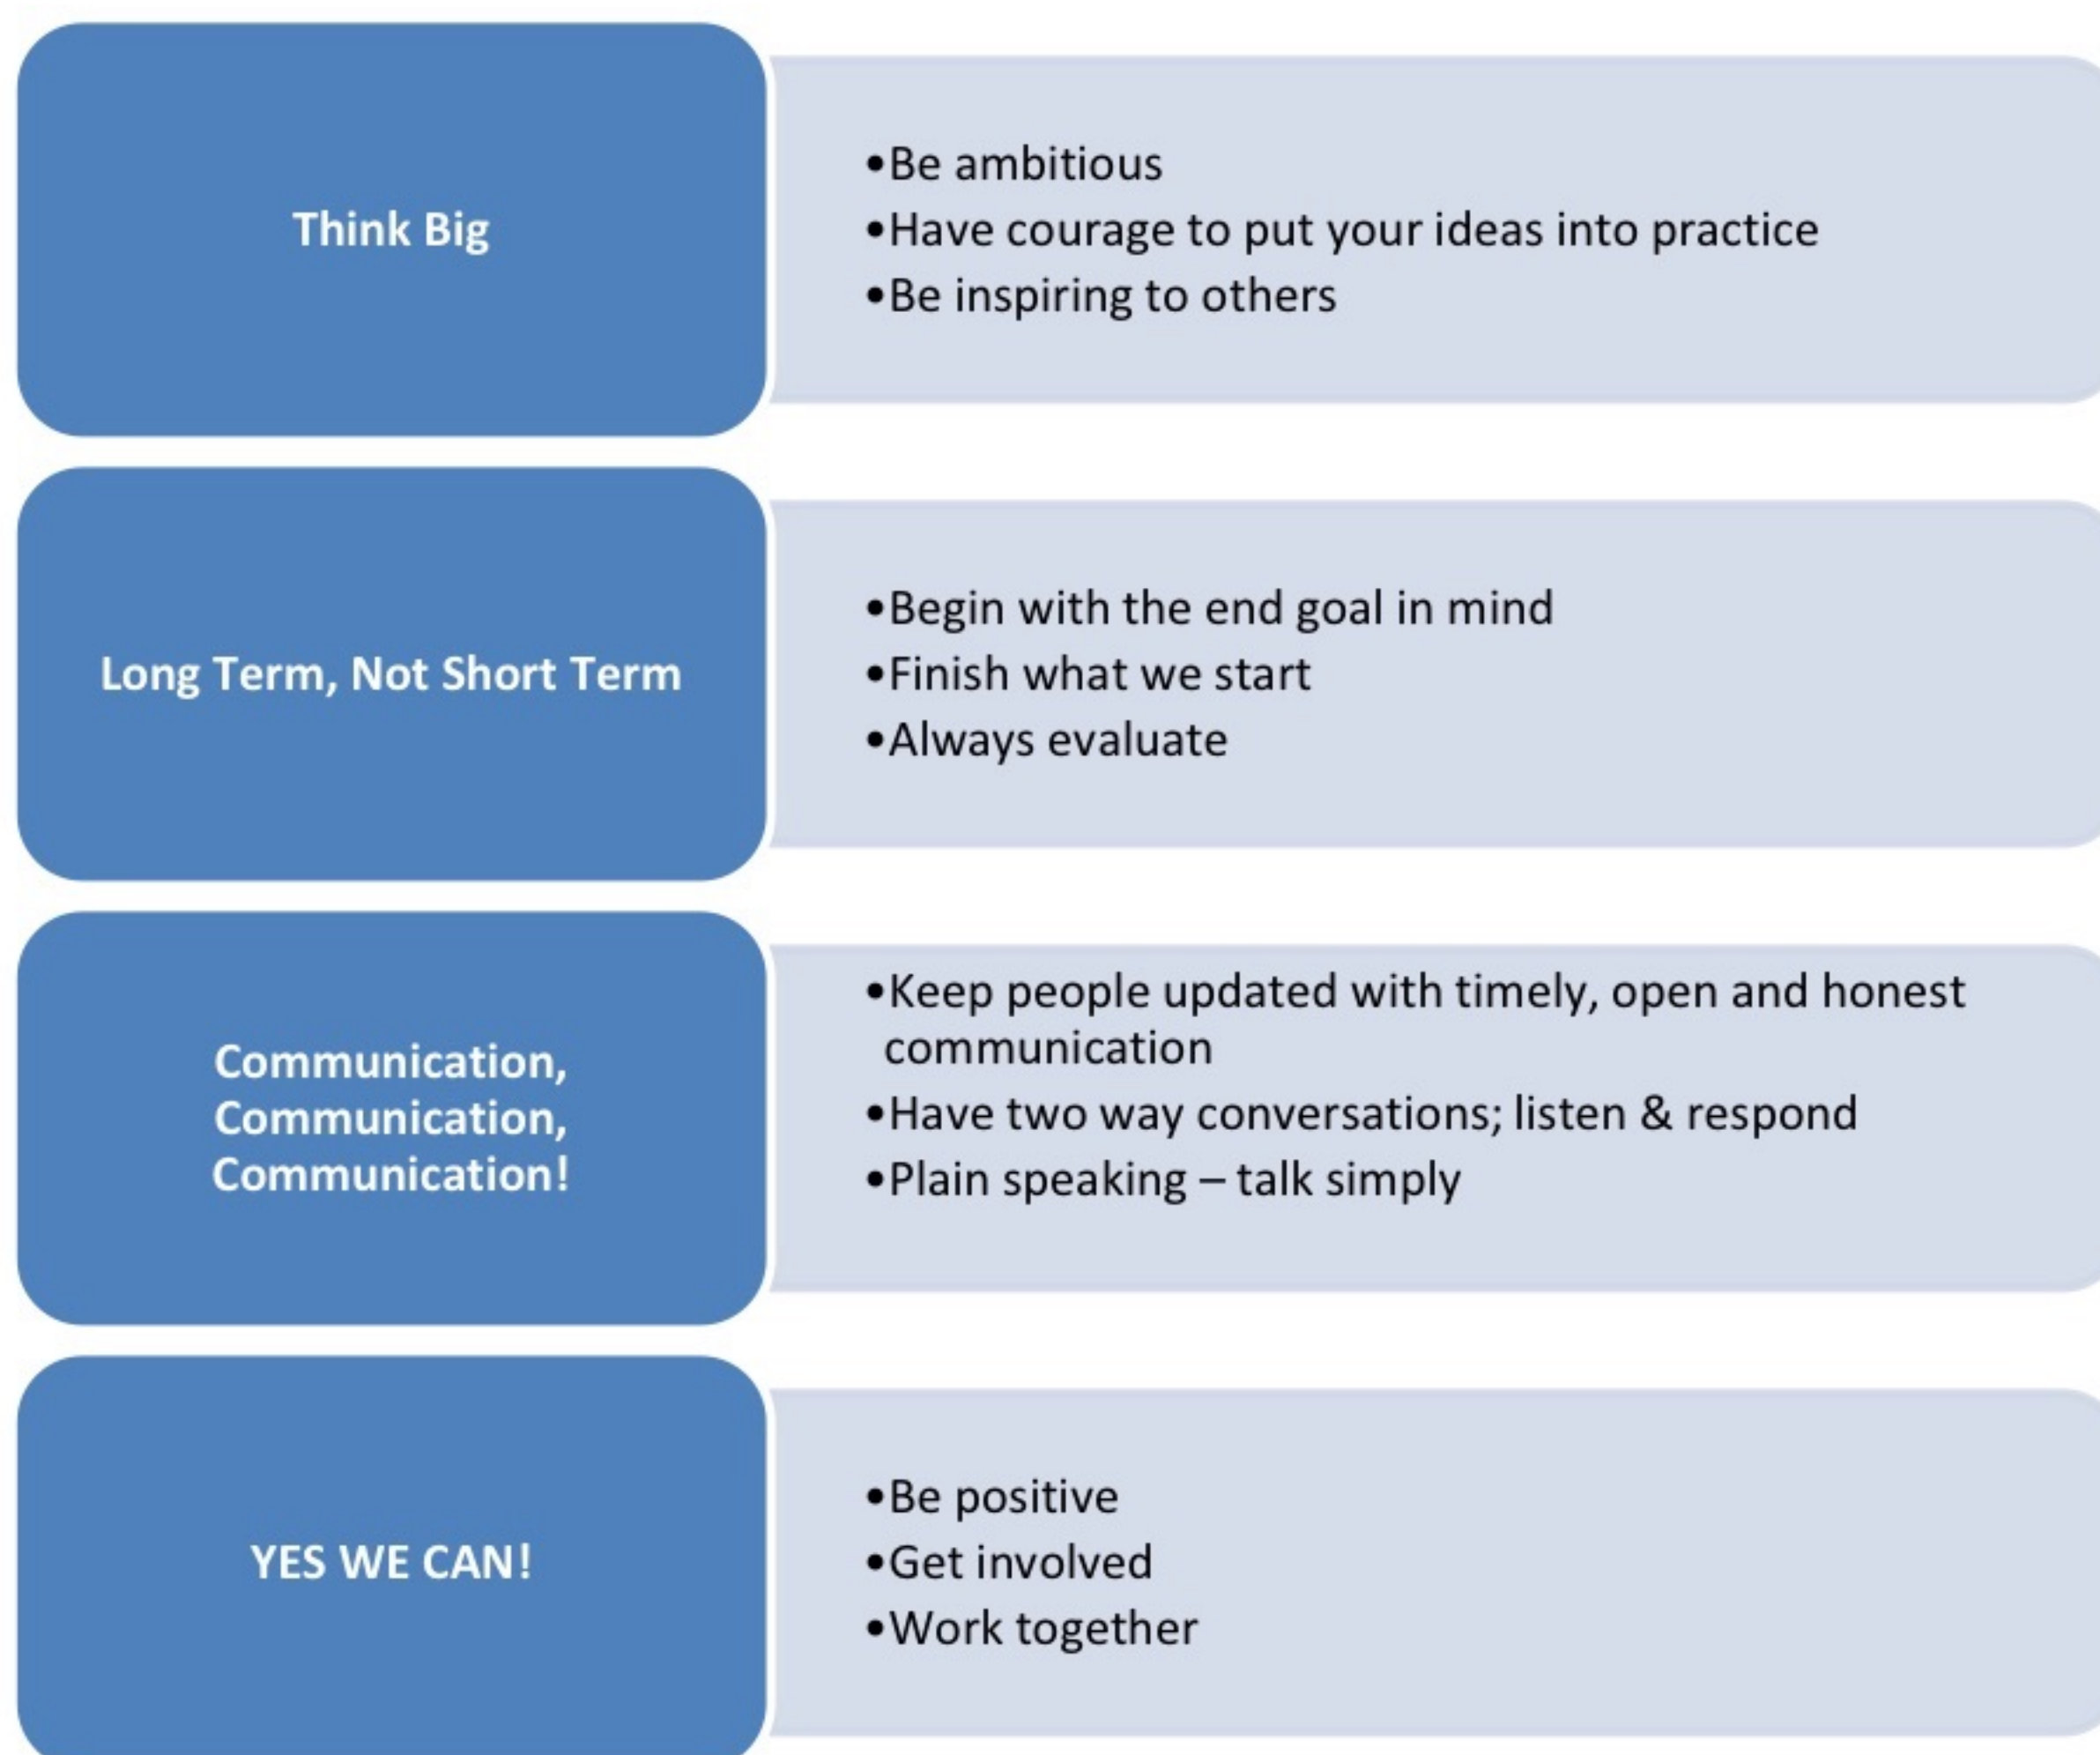 Think Big
•Be ambitious
•Have courage to put your ideas into practice
•Be inspiring to others
Long Term, Not Short Term
•Begin with the end goal in mind
•Finish what we start
•Always evaluate
Communication,
Communication,
Communication!
•Keep people updated with timely, open and honest
communication
•Have two way conversations; listen & respond
•Plain speaking – talk simply
YES WE CAN!
•Be positive
•Get involved
•Work together